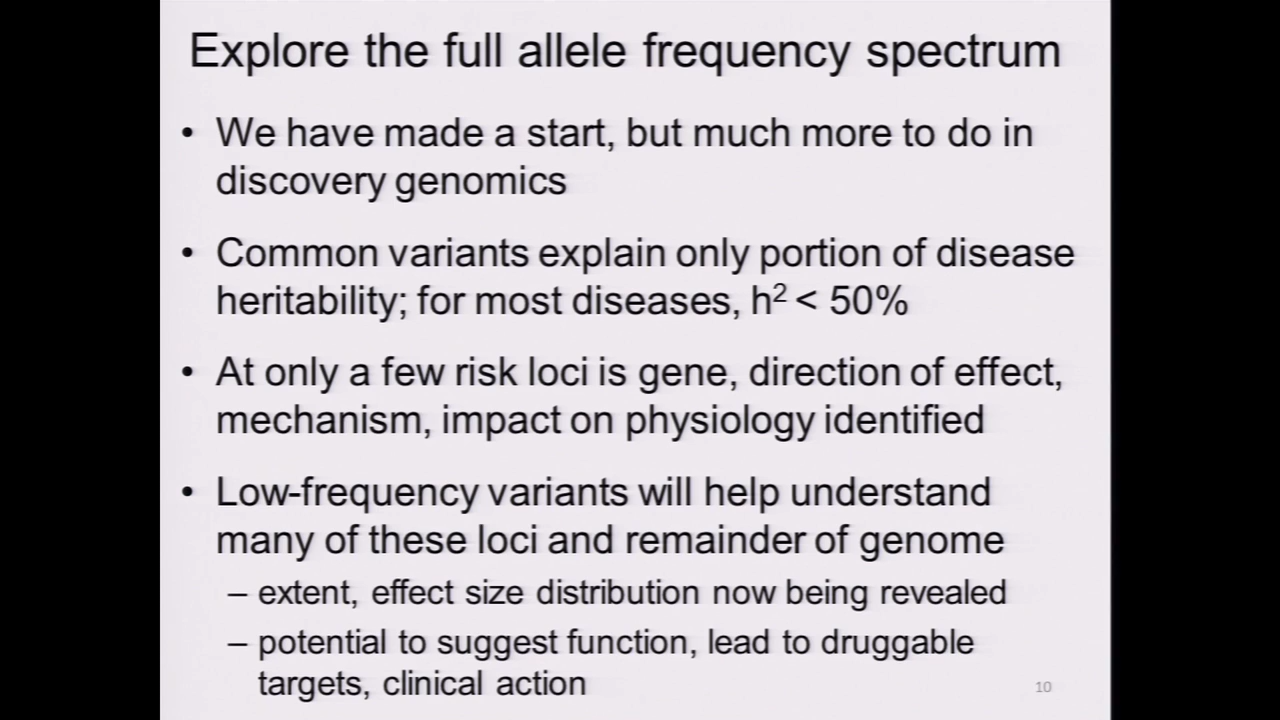 Explore the full allele frequency spectrum
• We have made a start, but much more to do in
discovery genomics
• Common variants explain only portion of disease
heritability; for most diseases, h² < 50%
• At only a few risk loci is gene, direction of effect,
mechanism, impact on physiology identified
• Low-frequency variants will help understand
many of these loci and remainder of genome
– extent, effect size distribution now being revealed
– potential to suggest function, lead to druggable
targets, clinical action
10